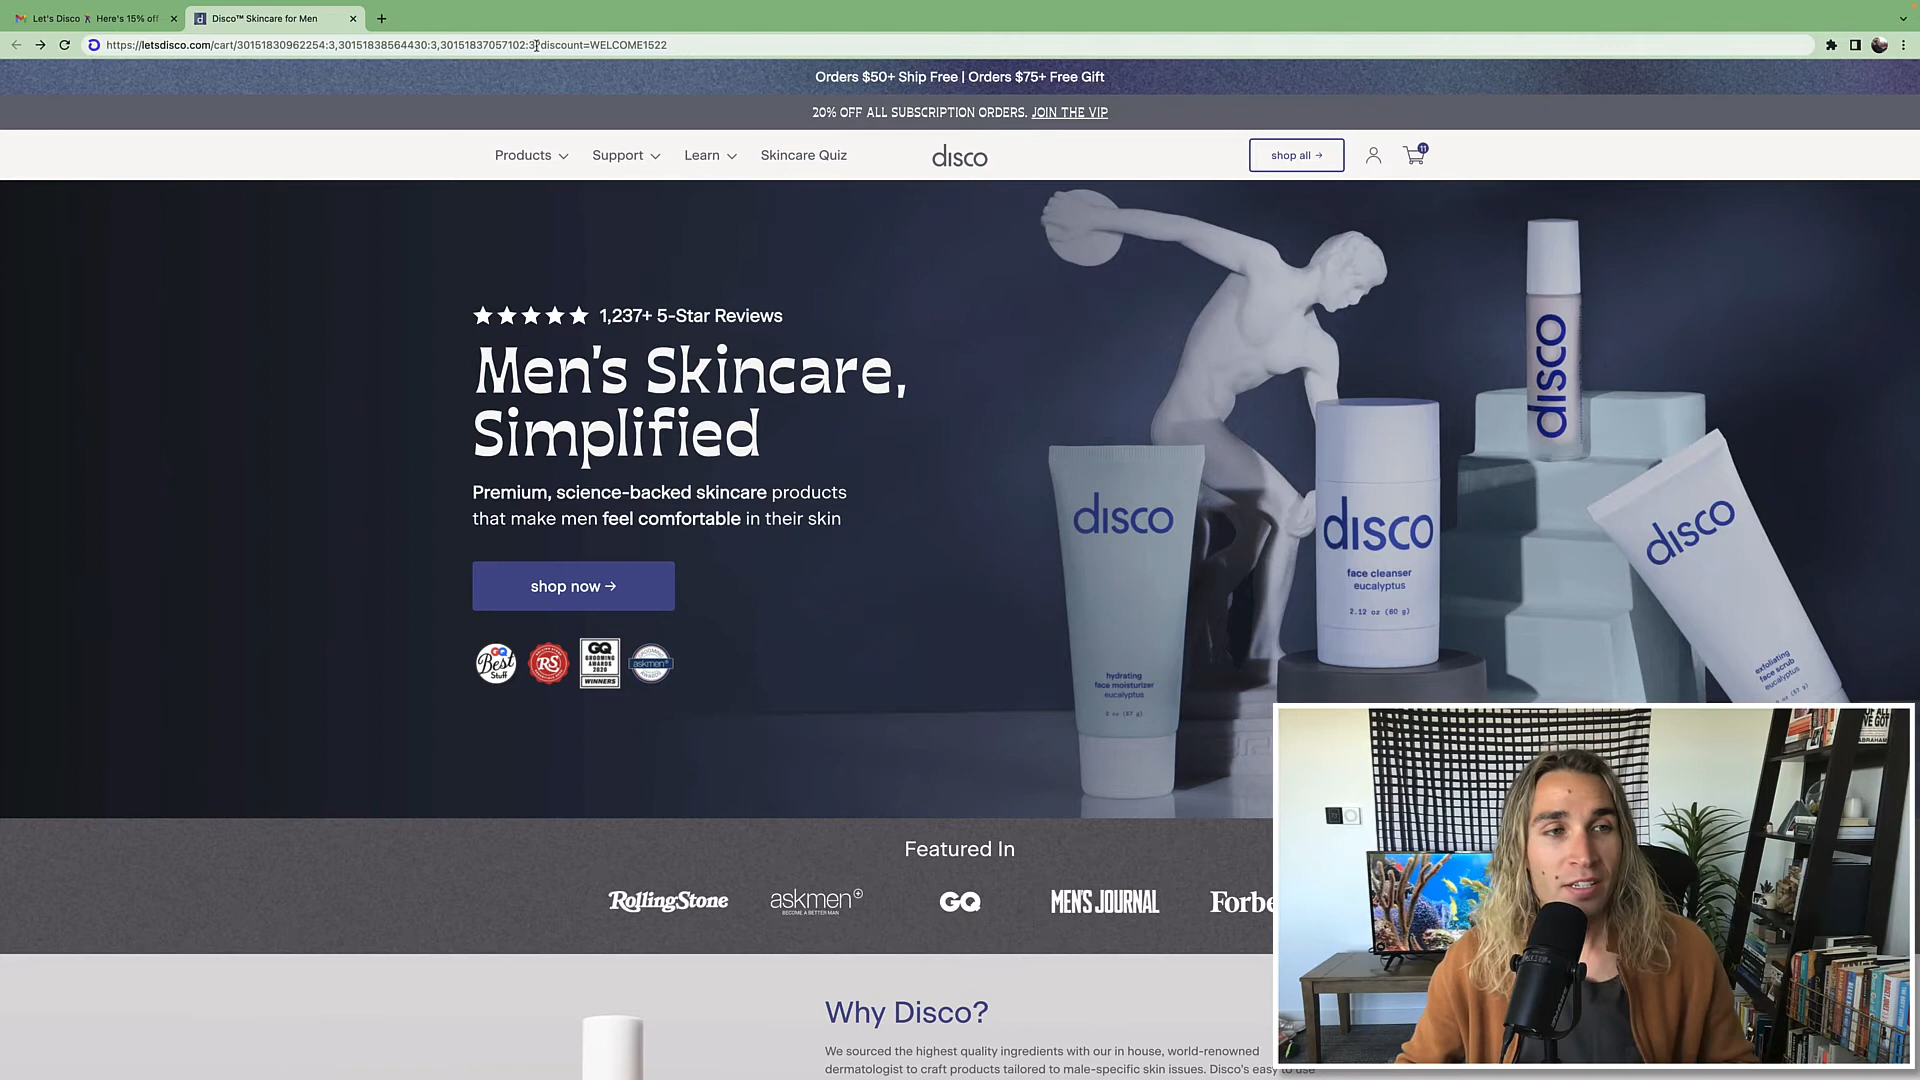 Let's Disco 🕺 Here's 15% off
Disco™ Skincare for Men
https://letsdisco.com/cart/30151830962254:3,30151838564430:3,30151837057102:3?discount=WELCOME1522
Orders $50+ Ship Free | Orders $75+ Free Gift
20% OFF ALL SUBSCRIPTION ORDERS. JOIN THE VIP
Products
Support
Learn
Skincare Quiz
disco
shop all →
11
1,237+ 5-Star Reviews
Men's Skincare,
Simplified
Premium, science-backed skincare products
that make men feel comfortable in their skin
shop now →
GQ
Best
Stuff
RS
GQ
GROOMING
AWARDS
2020
WINNERS
askmen
disco
hydrating
face moisturizer
eucalyptus
2 oz (57 g)
disco
face cleanser
eucalyptus
2.12 oz (60 g)
disco
disco
exfoliating
face scrub
eucalyptus
Featured In
RollingStone
askmen
BECOME A BETTER MAN
GQ
MEN'S JOURNAL
Forbe
Why Disco?
We sourced the highest quality ingredients with our in house, world-renowned
dermatologist to craft products tailored to male-specific skin issues. Disco's easy to use